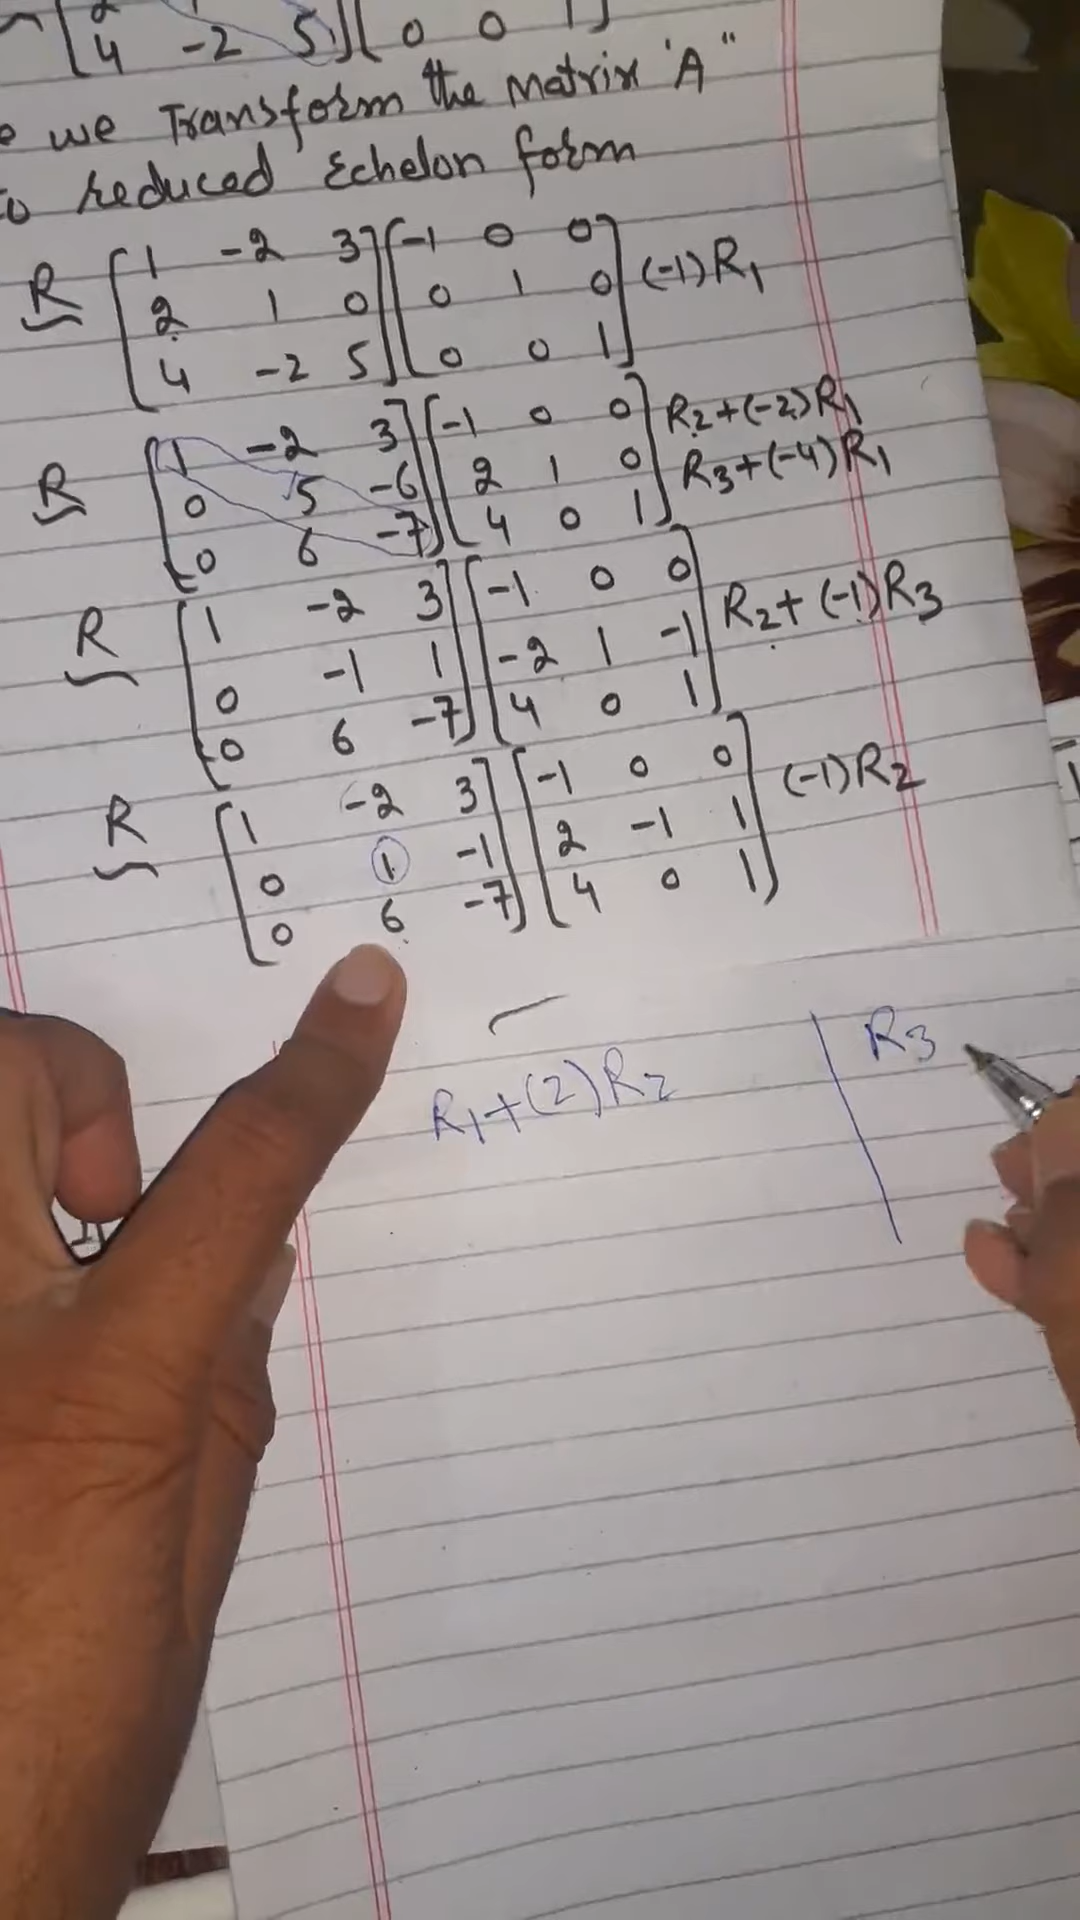 4 -2 5 ] [ 0 0 1 ]
we Transform the matrix 'A"
to reduced Echelon form
R [ 1 -2 3 ] [ -1 0 0 ] (-1)R1
2 1 0 0 1 0
4 -2 5 0 0 1
R [ 1 -2 3 ] [ -1 0 0 ] R2+(-2)R1
0 5 -6 2 1 0 R3+(-4)R1
0 6 -7 4 0 1
R [ 1 -2 3 ] [ -1 0 0 ] R2+(-1)R3
0 -1 1 -2 1 -1
0 6 -7 4 0 1
R [ 1 -2 3 ] [ -1 0 0 ] (-1)R2
0 1 -1 2 -1 1
0 6 -7 4 0 1
R1+(2)R2 | R3